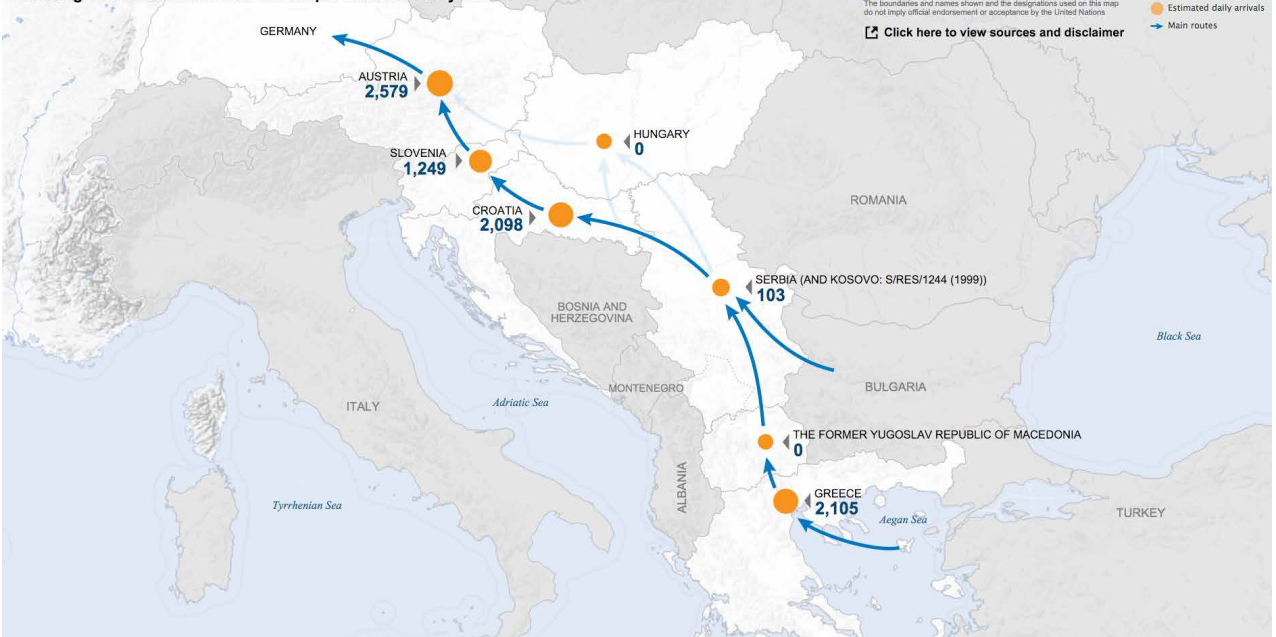 The boundaries and names shown and the designations used on this map
do not imply official endorsement or acceptance by the United Nations
Click here to view sources and disclaimer
Estimated daily arrivals
Main routes
GERMANY
AUSTRIA
2,579
HUNGARY
0
SLOVENIA
1,249
CROATIA
2,098
ROMANIA
SERBIA (AND KOSOVO: S/RES/1244 (1999))
103
BOSNIA AND
HERZEGOVINA
Black Sea
MONTENEGRO
BULGARIA
ITALY
Adriatic Sea
THE FORMER YUGOSLAV REPUBLIC OF MACEDONIA
0
ALBANIA
GREECE
2,105
Tyrrhenian Sea
Aegan Sea
TURKEY